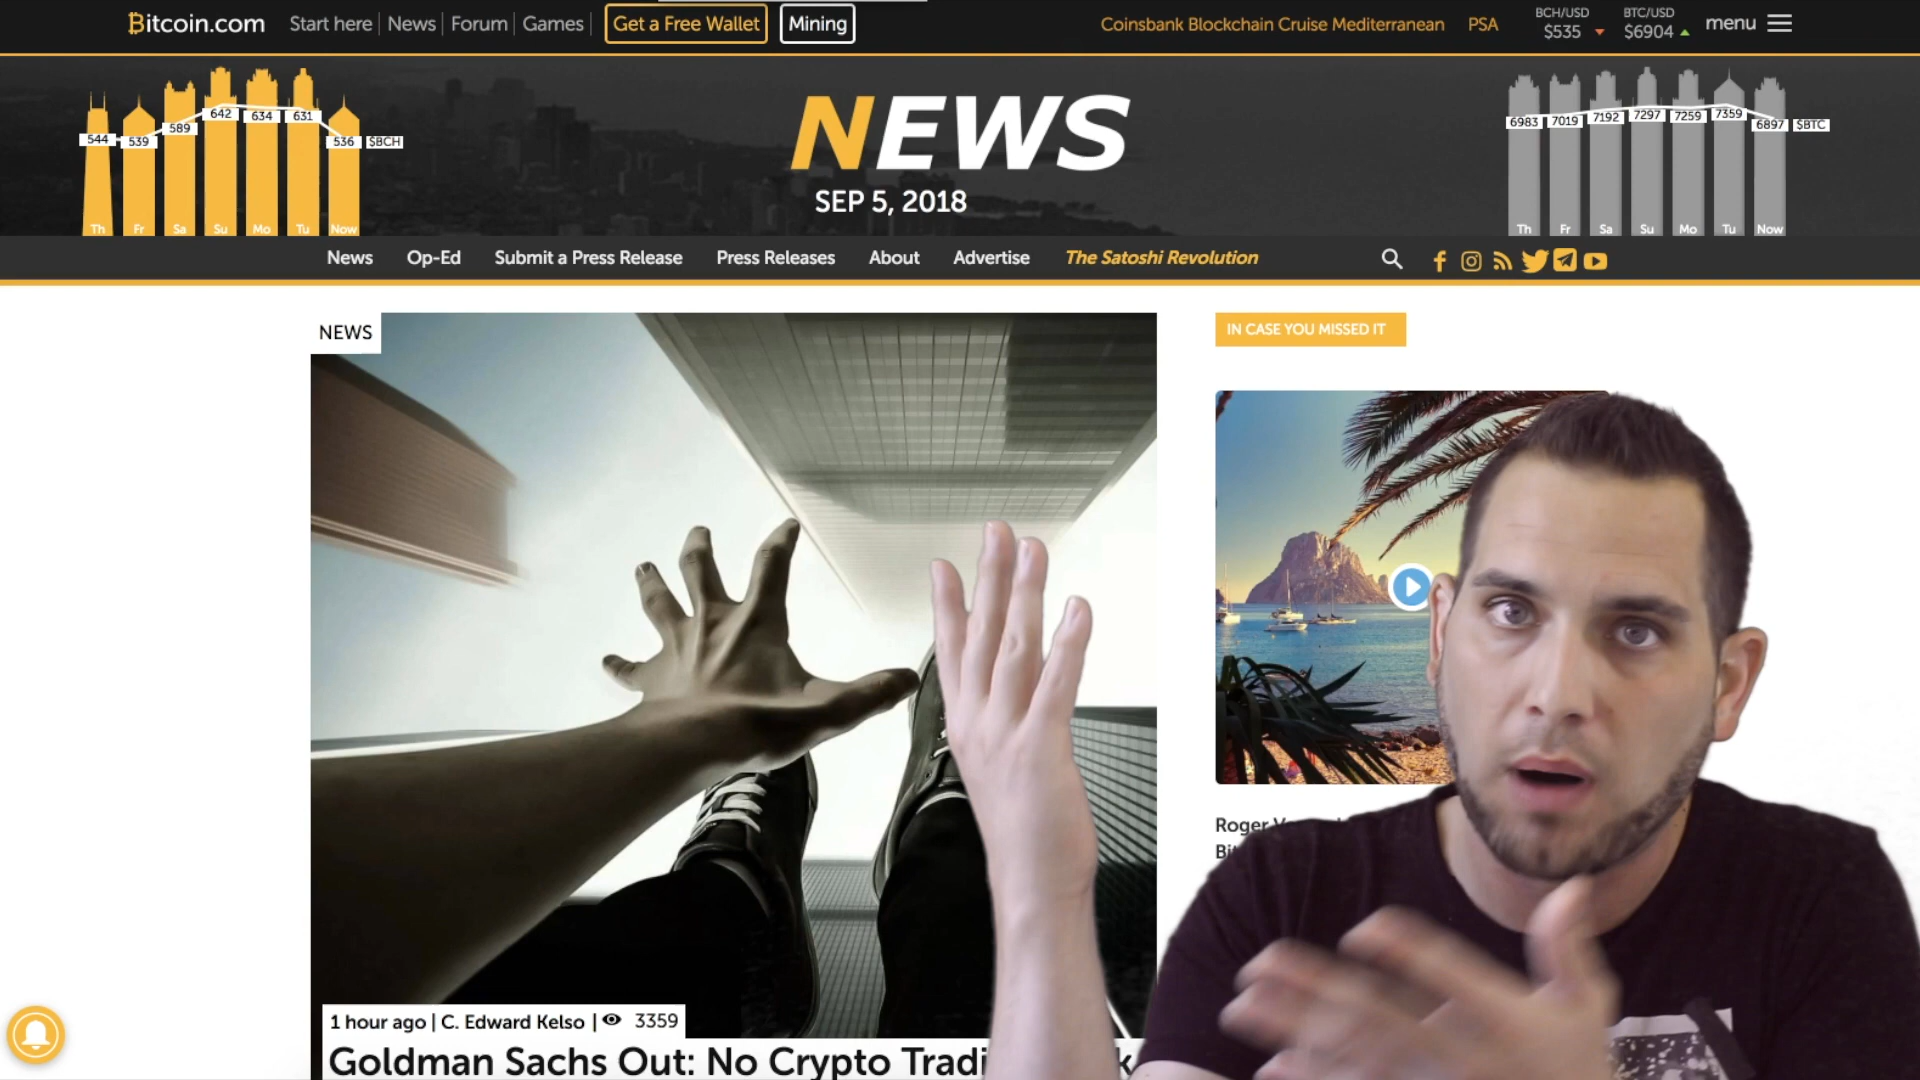 Bitcoin.com Start here News Forum Games Get a Free Wallet Mining Coinsbank Blockchain Cruise Mediterranean PSA BCH/USD $535 BTC/USD $6904 menu
544 539 589 642 634 631 536 $BCH
Th Fr Sa Su Mo Tu Now
NEWS
SEP 5, 2018
6983 7019 7192 7297 7259 7359 6897 $BTC
Th Fr Sa Su Mo Tu Now
News Op-Ed Submit a Press Release Press Releases About Advertise The Satoshi Revolution
NEWS
IN CASE YOU MISSED IT
Roger
1 hour ago | C. Edward Kelso | 3359
Goldman Sachs Out: No Crypto